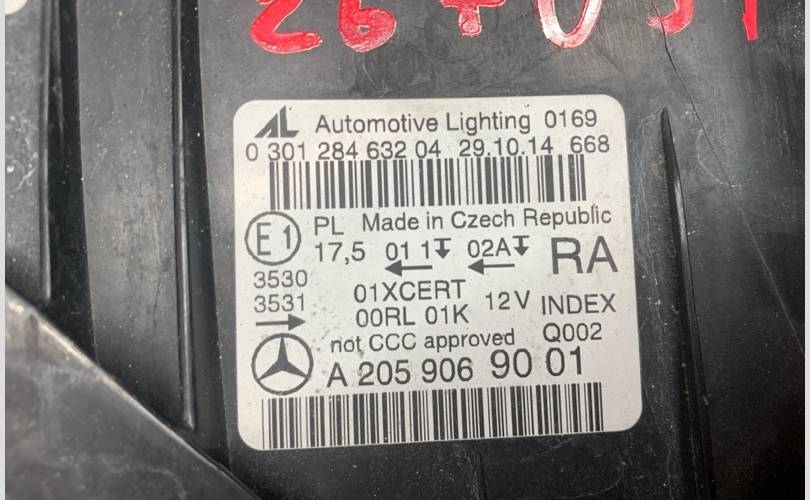 267051
AL Automotive Lighting 0169
0 301 284 632 04 29.10.14 668
E1 PL Made in Czech Republic
17,5 01 1 02A RA
3530
3531 01XCERT 12V INDEX
00RL 01K Q002
not CCC approved
A 205 906 90 01